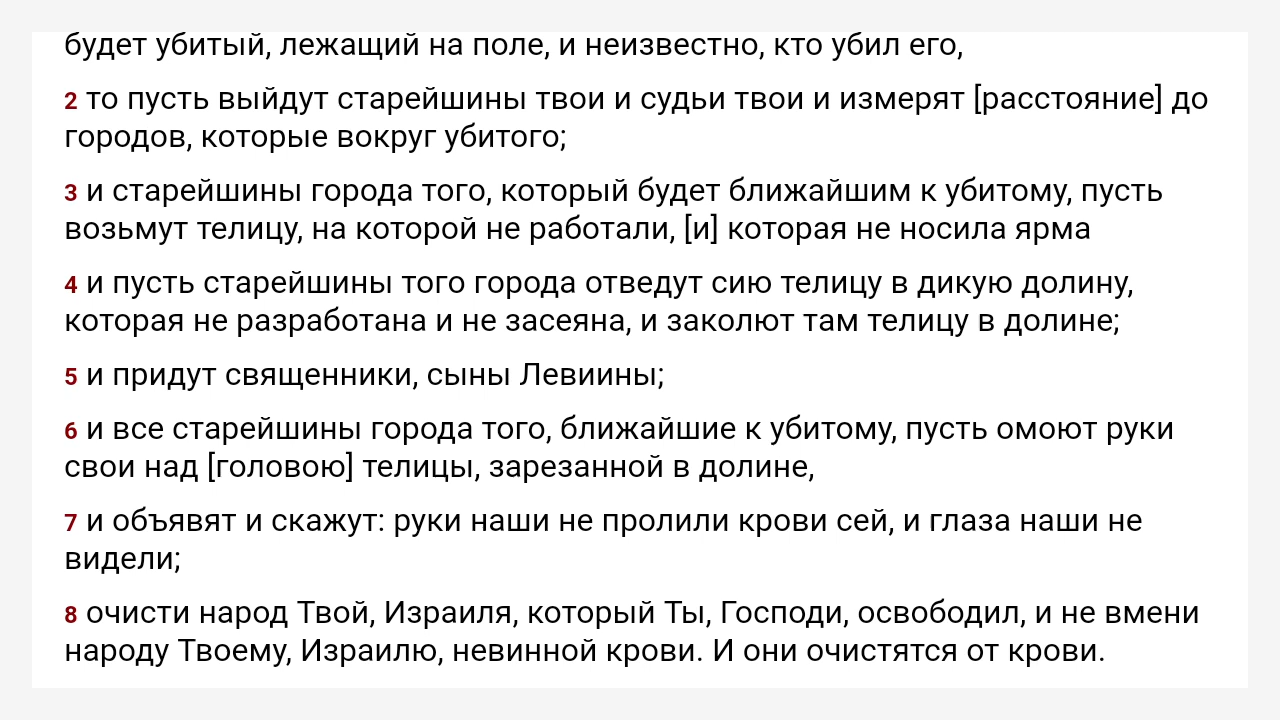 будет убитый, лежащий на поле, и неизвестно, кто убил его,
2 то пусть выйдут старейшины твои и судьи твои и измерят [расстояние] до
городов, которые вокруг убитого;
3 и старейшины города того, который будет ближайшим к убитому, пусть
возьмут телицу, на которой не работали, [и] которая не носила ярма
4 и пусть старейшины того города отведут сию телицу в дикую долину,
которая не разработана и не засеяна, и заколют там телицу в долине;
5 и придут священники, сыны Левиины;
6 и все старейшины города того, ближайшие к убитому, пусть омоют руки
свои над [головою] телицы, зарезанной в долине,
7 и объявят и скажут: руки наши не пролили крови сей, и глаза наши не
видели;
8 очисти народ Твой, Израиля, который Ты, Господи, освободил, и не вмени
народу Твоему, Израилю, невинной крови. И они очистятся от крови.